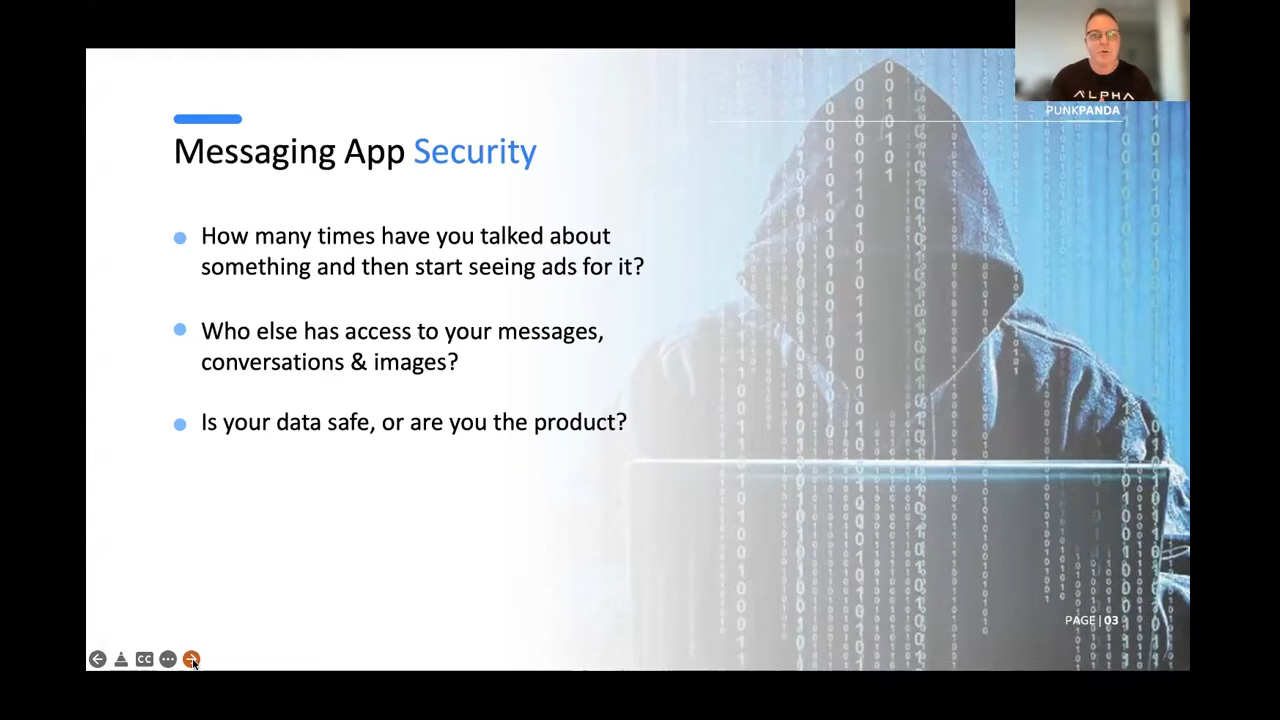 ALPHA
PUNKPANDA
Messaging App Security
How many times have you talked about
something and then start seeing ads for it?
Who else has access to your messages,
conversations & images?
Is your data safe, or are you the product?
PAGE | 03
CC